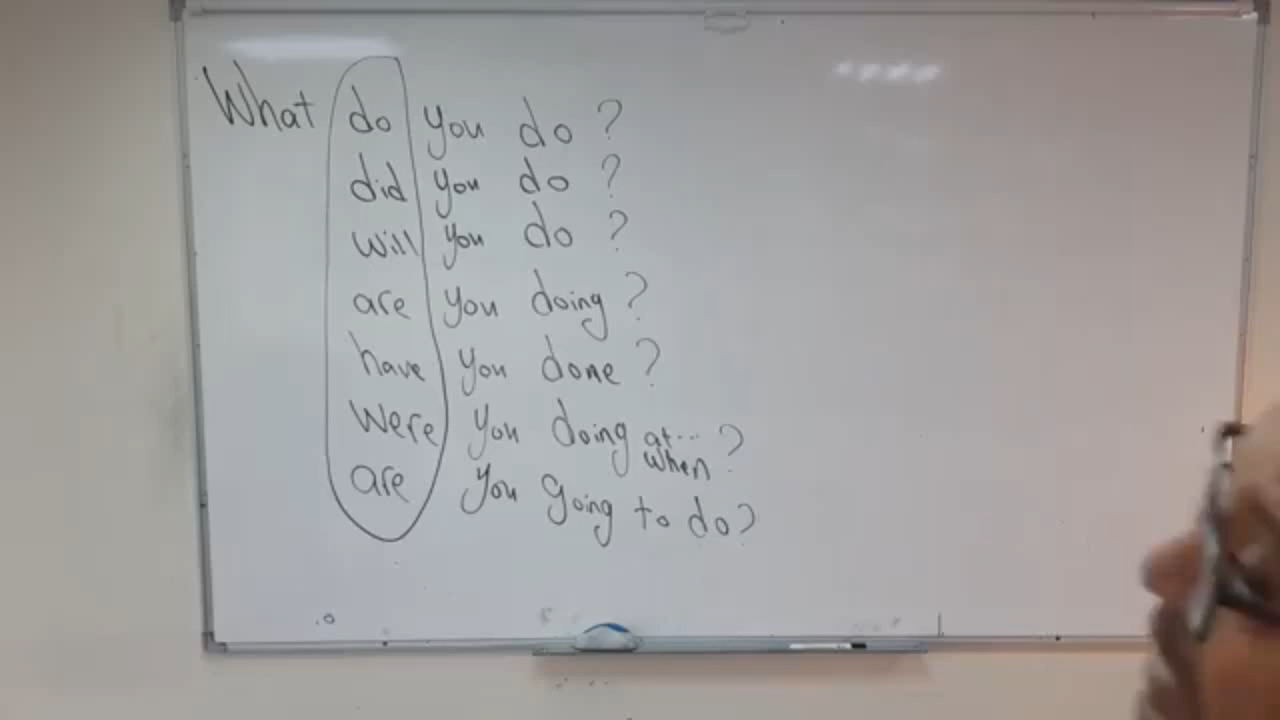 What do you do ?
did you do ?
will you do ?
are you doing ?
have you done ?
Were you doing at... when ?
are you going to do?